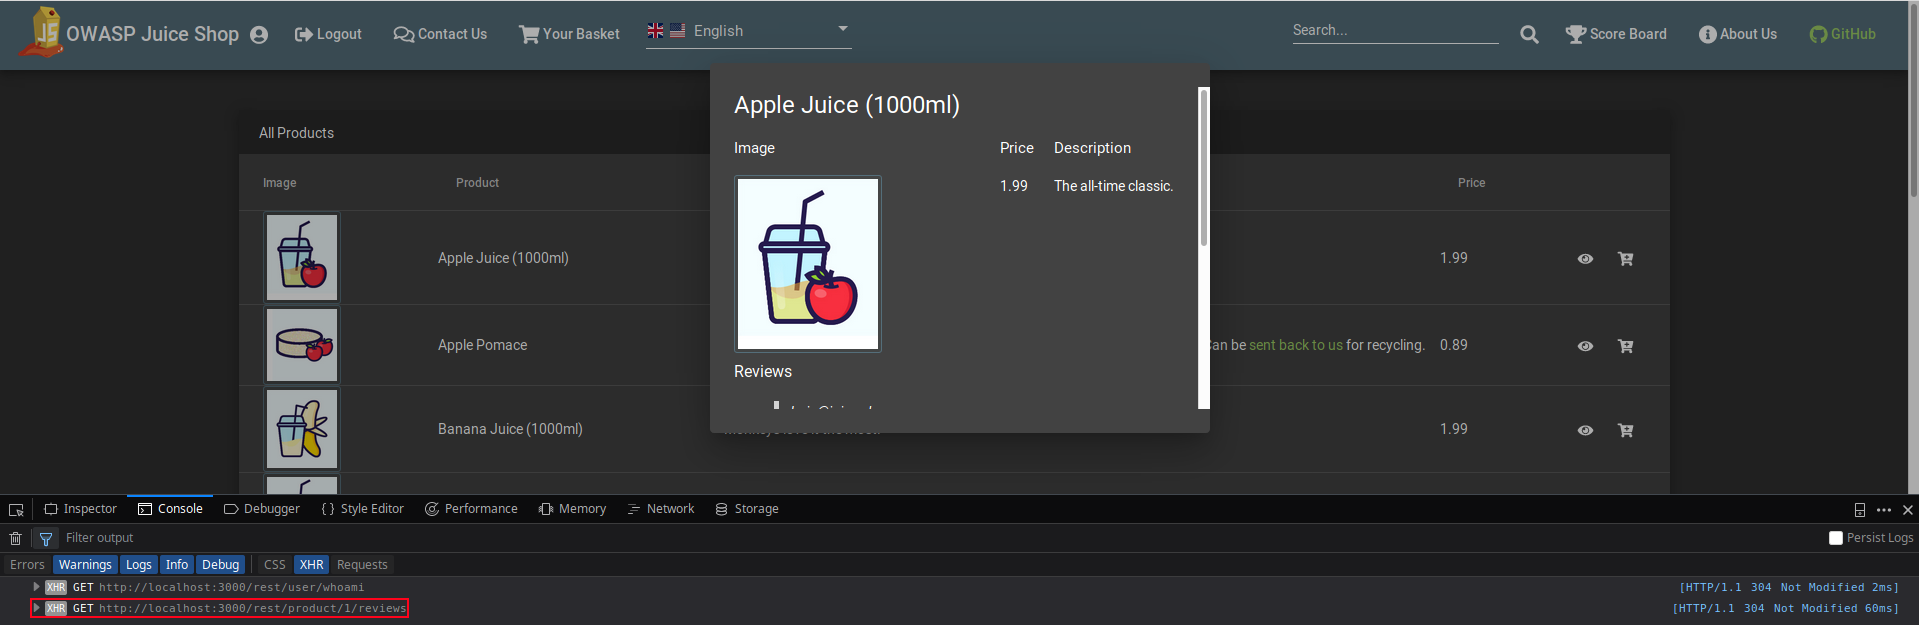 OWASP Juice Shop Logout Contact Us Your Basket English Search... Score Board About Us GitHub
Apple Juice (1000ml)
Image Price Description
1.99 The all-time classic.
Reviews
All Products
Image Product Price
Apple Juice (1000ml) 1.99
Apple Pomace Can be sent back to us for recycling. 0.89
Banana Juice (1000ml) 1.99
Inspector Console Debugger {} Style Editor Performance Memory Network Storage
Filter output Persist Logs
Errors Warnings Logs Info Debug CSS XHR Requests
XHR GET http://localhost:3000/rest/user/whoami [HTTP/1.1 304 Not Modified 2ms]
XHR GET http://localhost:3000/rest/product/1/reviews [HTTP/1.1 304 Not Modified 60ms]